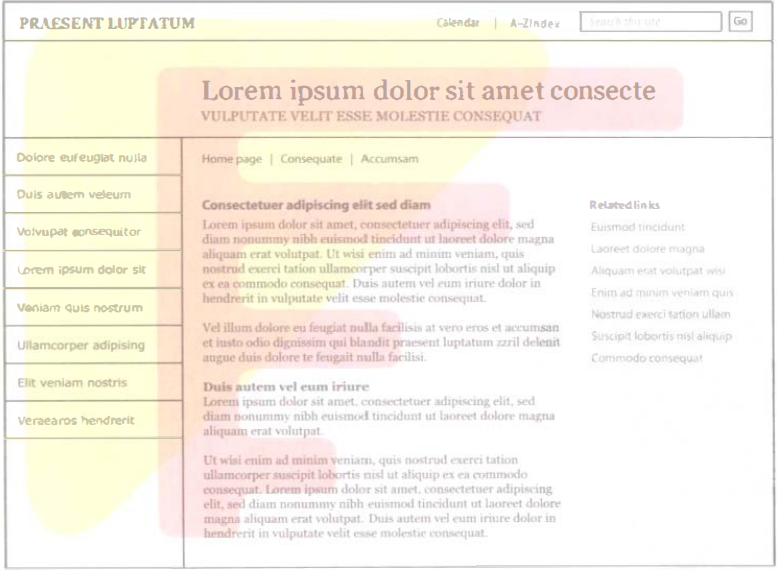 PRAESENT LUPTATUM
Calendar | A–ZIndex
Search this site
Go
Lorem ipsum dolor sit amet consecte
VULPUTATE VELIT ESSE MOLESTIE CONSEQUAT
Dolore eufeugiat nulla
Duis autem veleum
Volvupat consequitor
Lorem ipsum dolor sit
Veniam quis nostrum
Ullamcorper adipising
Elit veniam nostris
Veraearos hendrerit
Home page | Consequate | Accumsam
Consectetuer adipiscing elit sed diam
Lorem ipsum dolor sit amet, consectetuer adipiscing elit, sed
diam nonummy nibh euismod tincidunt ut laoreet dolore magna
aliquam erat volutpat. Ut wisi enim ad minim veniam, quis
nostrud exerci tation ullamcorper suscipit lobortis nisl ut aliquip
ex ea commodo consequat. Duis autem vel eum iriure dolor in
hendrerit in vulputate velit esse molestie consequat.
Vel illum dolore eu feugiat nulla facilisis at vero eros et accumsan
et iusto odio dignissim qui blandit praesent luptatum zzril delenit
augue duis dolore te feugait nulla facilisi.
Duis autem vel eum iriure
Lorem ipsum dolor sit amet, consectetuer adipiscing elit, sed
diam nonummy nibh euismod tincidunt ut laoreet dolore magna
aliquam erat volutpat.
Ut wisi enim ad minim veniam, quis nostrud exerci tation
ullamcorper suscipit lobortis nisl ut aliquip ex ea commodo
consequat. Lorem ipsum dolor sit amet, consectetuer adipiscing
elit, sed diam nonummy nibh euismod tincidunt ut laoreet dolore
magna aliquam erat volutpat. Duis autem vel eum iriure dolor in
hendrerit in vulputate velit esse molestie consequat.
Related links
Euismod tincidunt
Laoreet dolore magna
Aliquam erat volutpat wisi
Enim ad minim veniam quis
Nostrud exerci tation ullam
Suscipit lobortis nisl aliquip
Commodo consequat